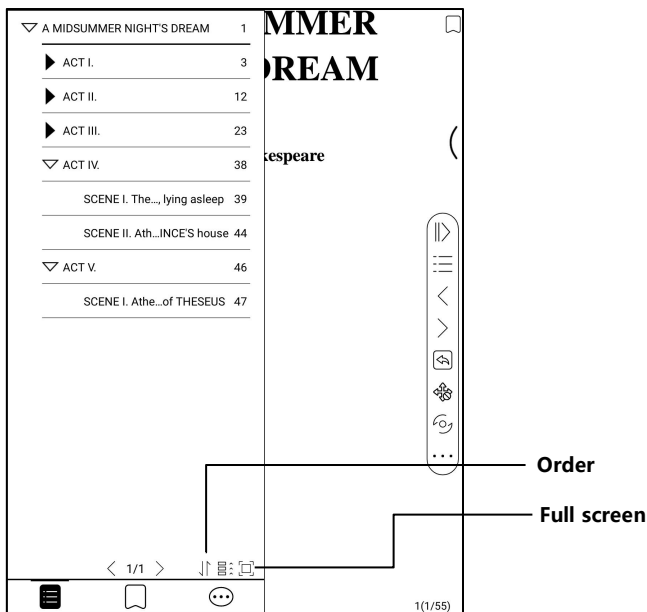 A MIDSUMMER NIGHT'S DREAM 1
ACT I. 3
ACT II. 12
ACT III. 23
ACT IV. 38
SCENE I. The..., lying asleep 39
SCENE II. Ath...INCE'S house 44
ACT V. 46
SCENE I. Athe...of THESEUS 47
MMER
DREAM
kespeare
Order
Full screen
1/1
1(1/55)